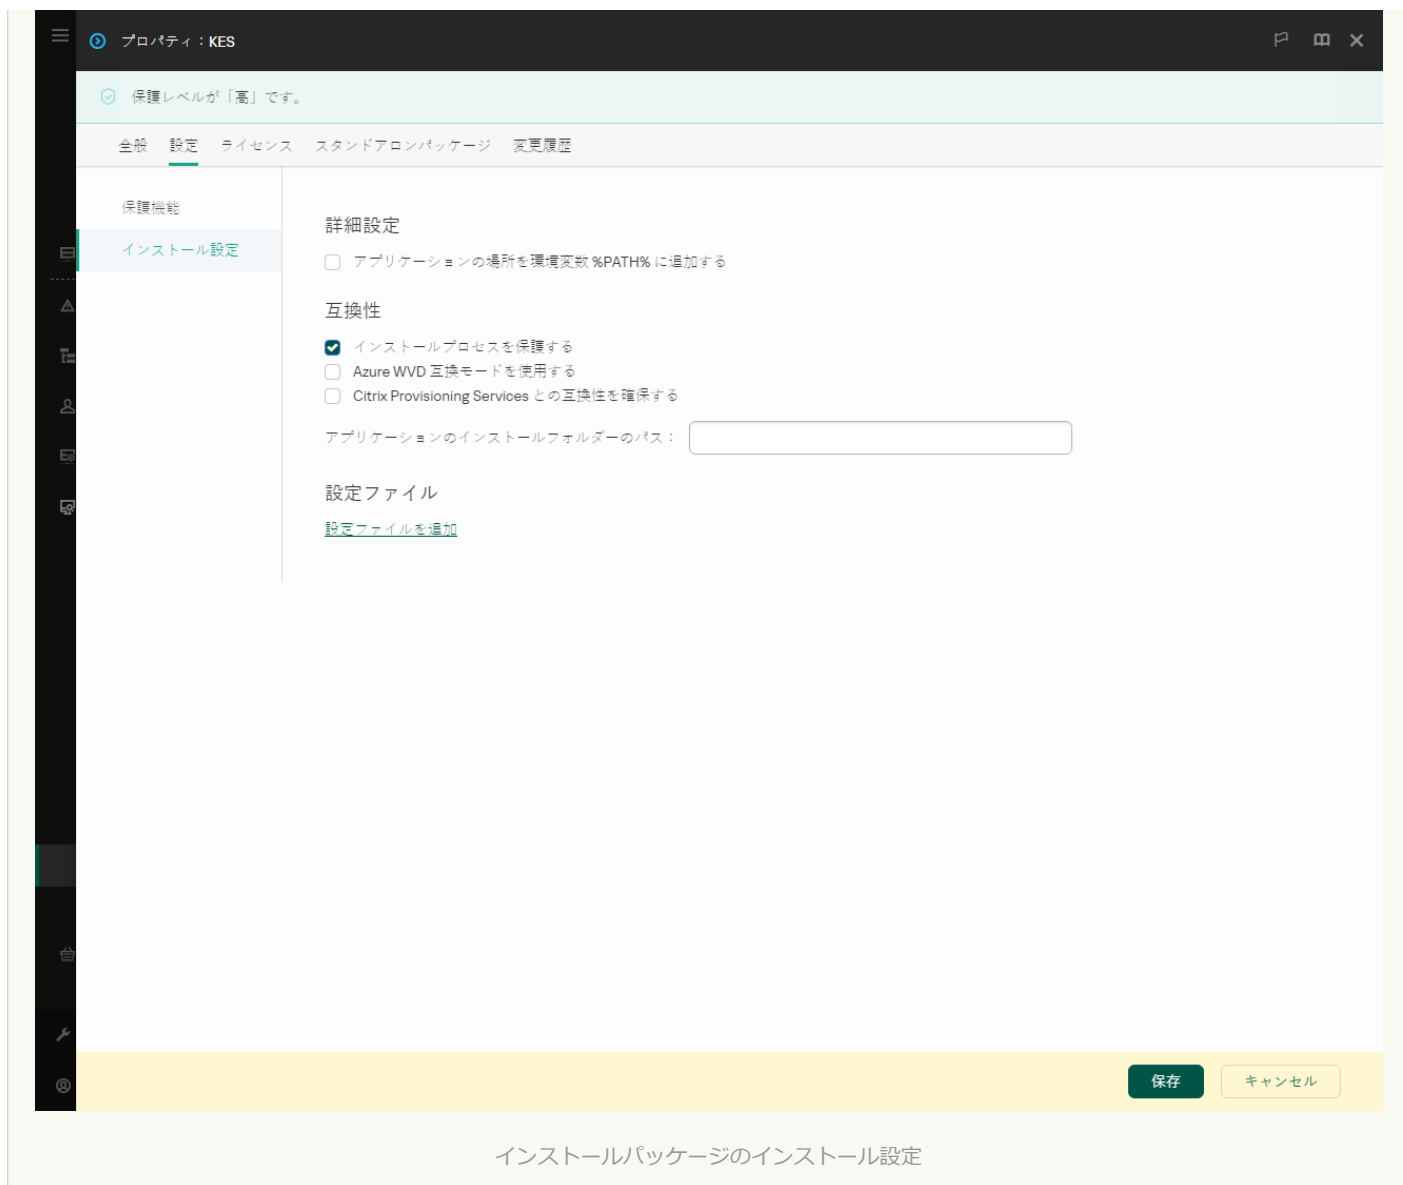 プロパティ：KES
保護レベルが「高」です。
全般 設定 ライセンス スタンドアロンパッケージ 変更履歴
保護機能
インストール設定
詳細設定
アプリケーションの場所を環境変数 %PATH% に追加する
互換性
インストールプロセスを保護する
Azure WVD 互換モードを使用する
Citrix Provisioning Services との互換性を確保する
アプリケーションのインストールフォルダーのパス：
設定ファイル
設定ファイルを追加
保存 キャンセル
インストールパッケージのインストール設定